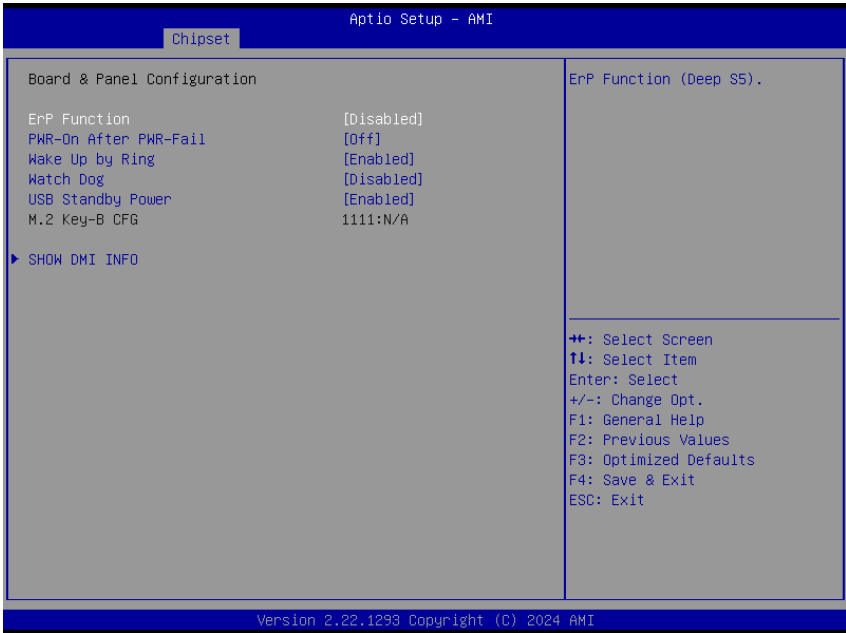 Aptio Setup – AMI
Chipset
Board & Panel Configuration
ErP Function [Disabled]
PWR-On After PWR-Fail [Off]
Wake Up by Ring [Enabled]
Watch Dog [Disabled]
USB Standby Power [Enabled]
M.2 Key-B CFG 1111:N/A
▶ SHOW DMI INFO
ErP Function (Deep S5).
→←: Select Screen
↑↓: Select Item
Enter: Select
+/-: Change Opt.
F1: General Help
F2: Previous Values
F3: Optimized Defaults
F4: Save & Exit
ESC: Exit
Version 2.22.1293 Copyright (C) 2024 AMI